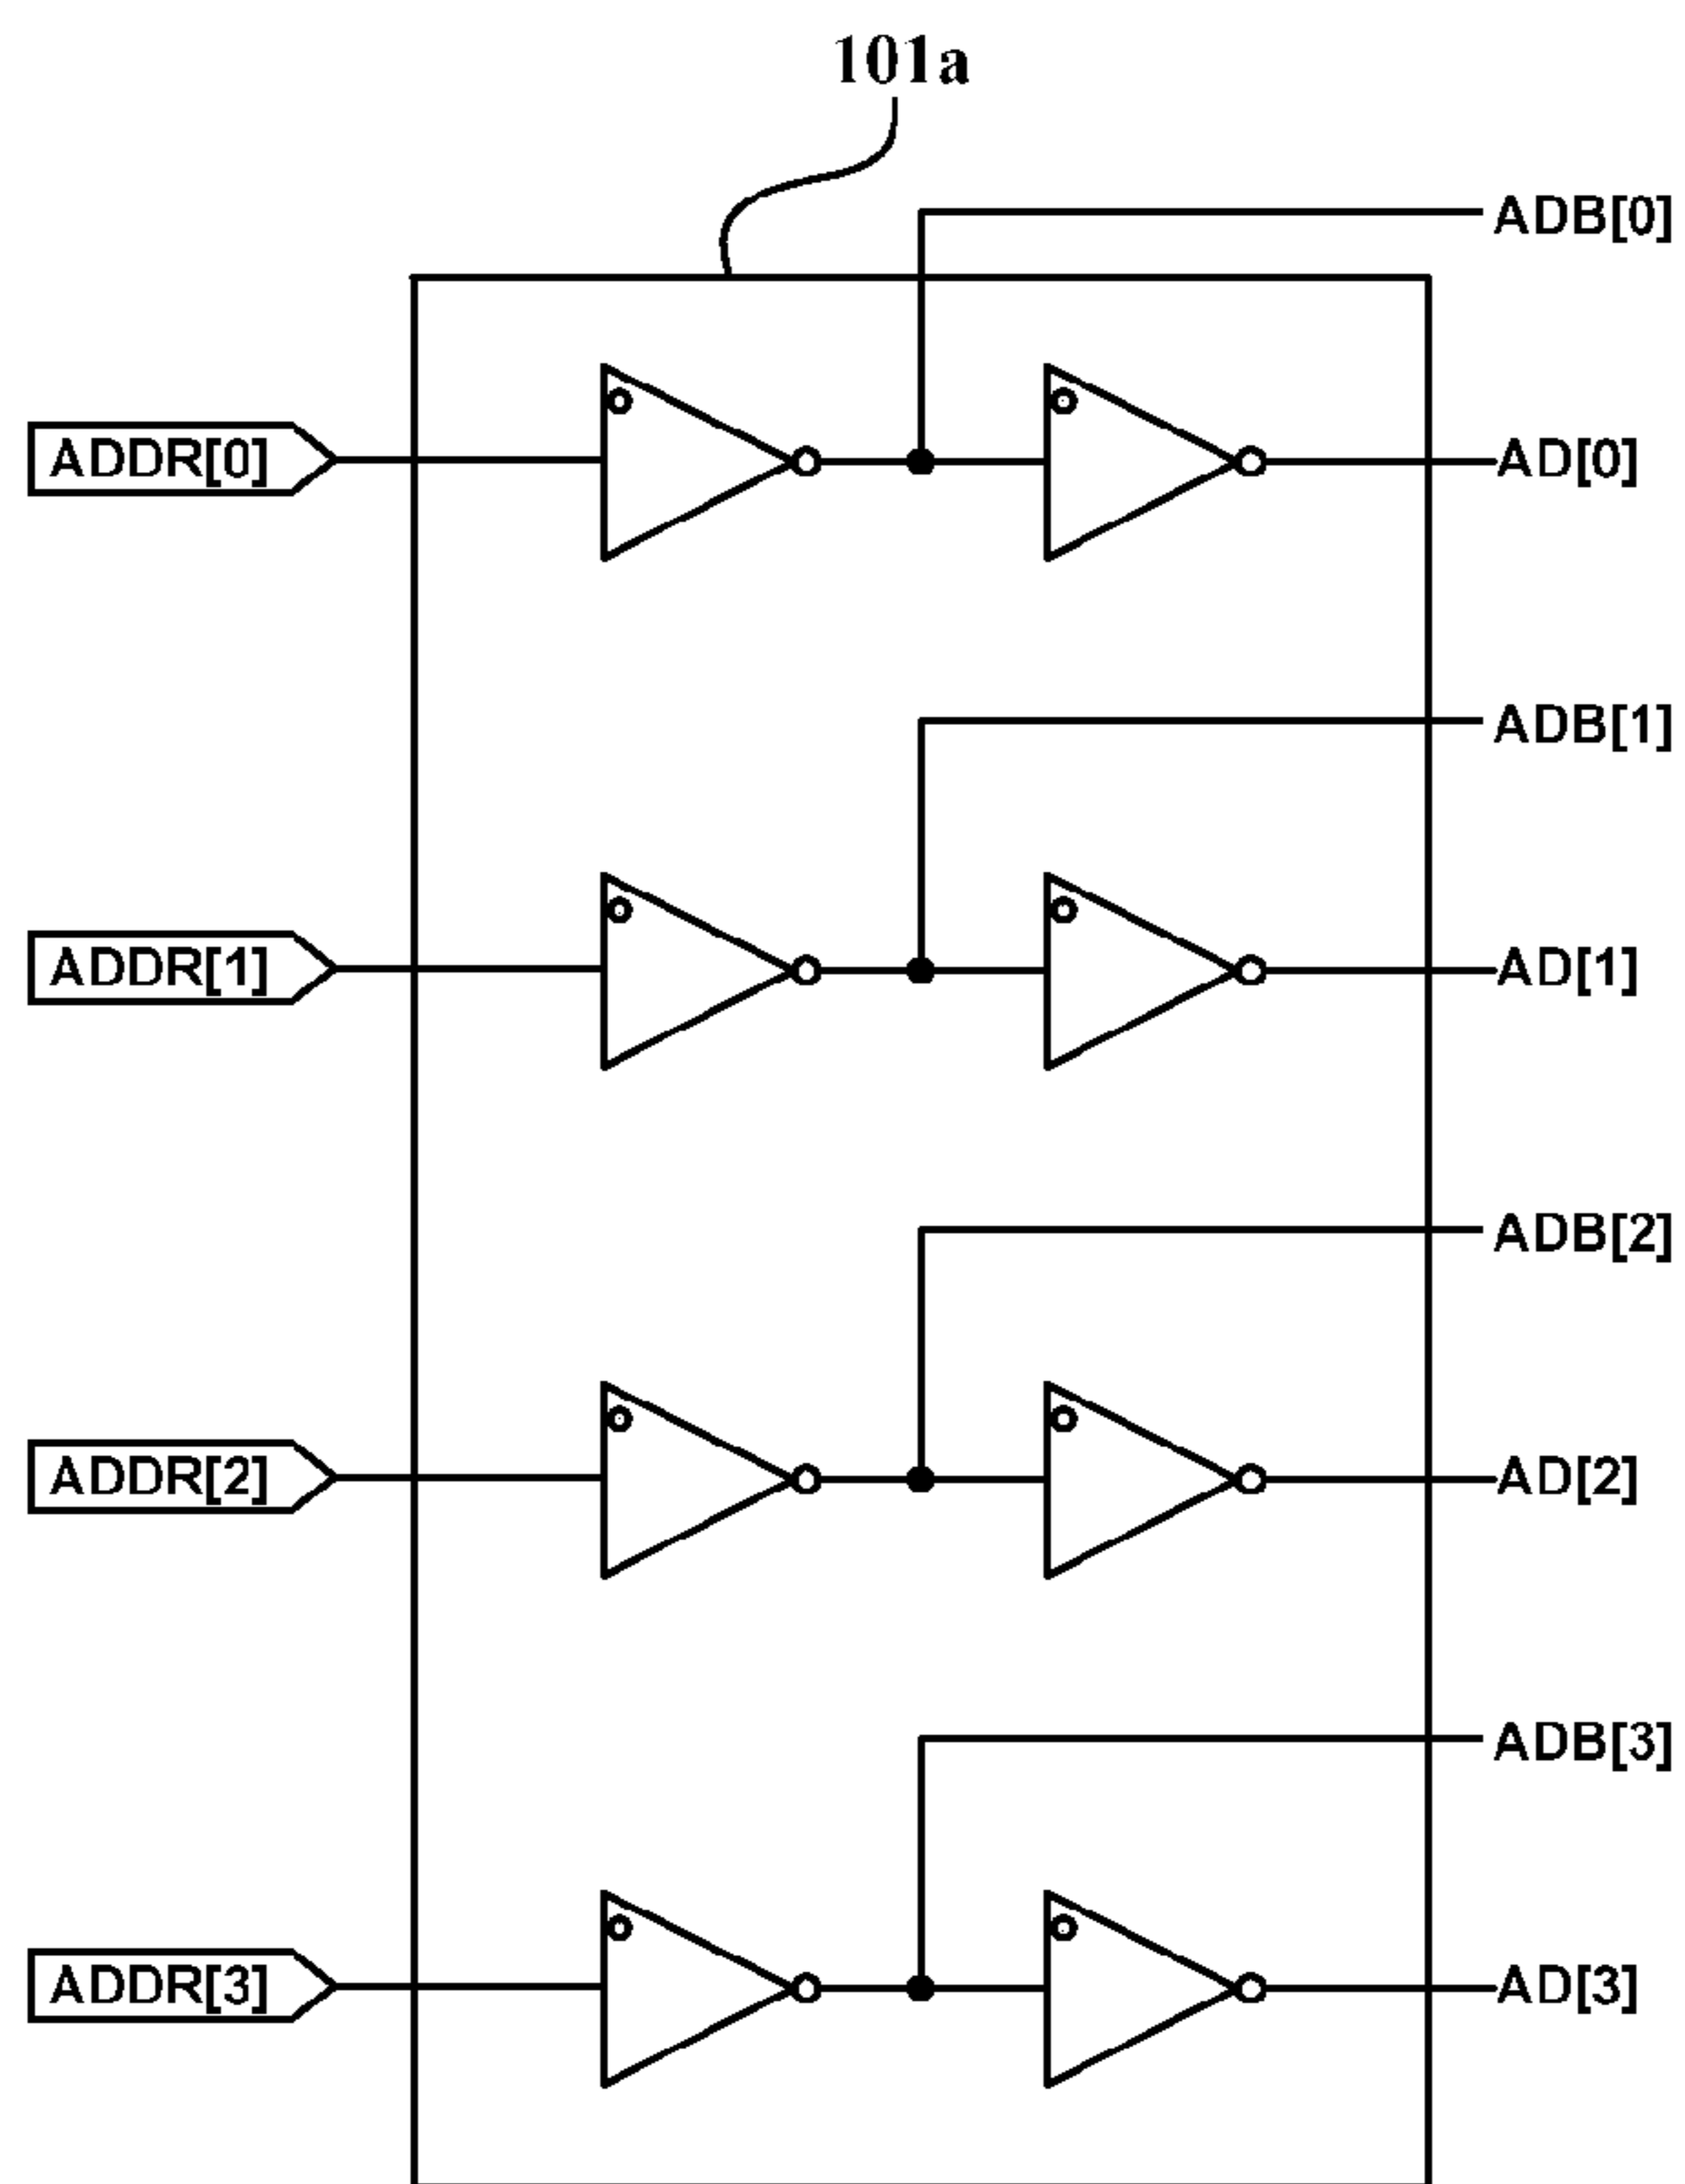 101a
ADB[0]
ADDR[0]
AD[0]
ADB[1]
ADDR[1]
AD[1]
ADB[2]
ADDR[2]
AD[2]
ADB[3]
ADDR[3]
AD[3]